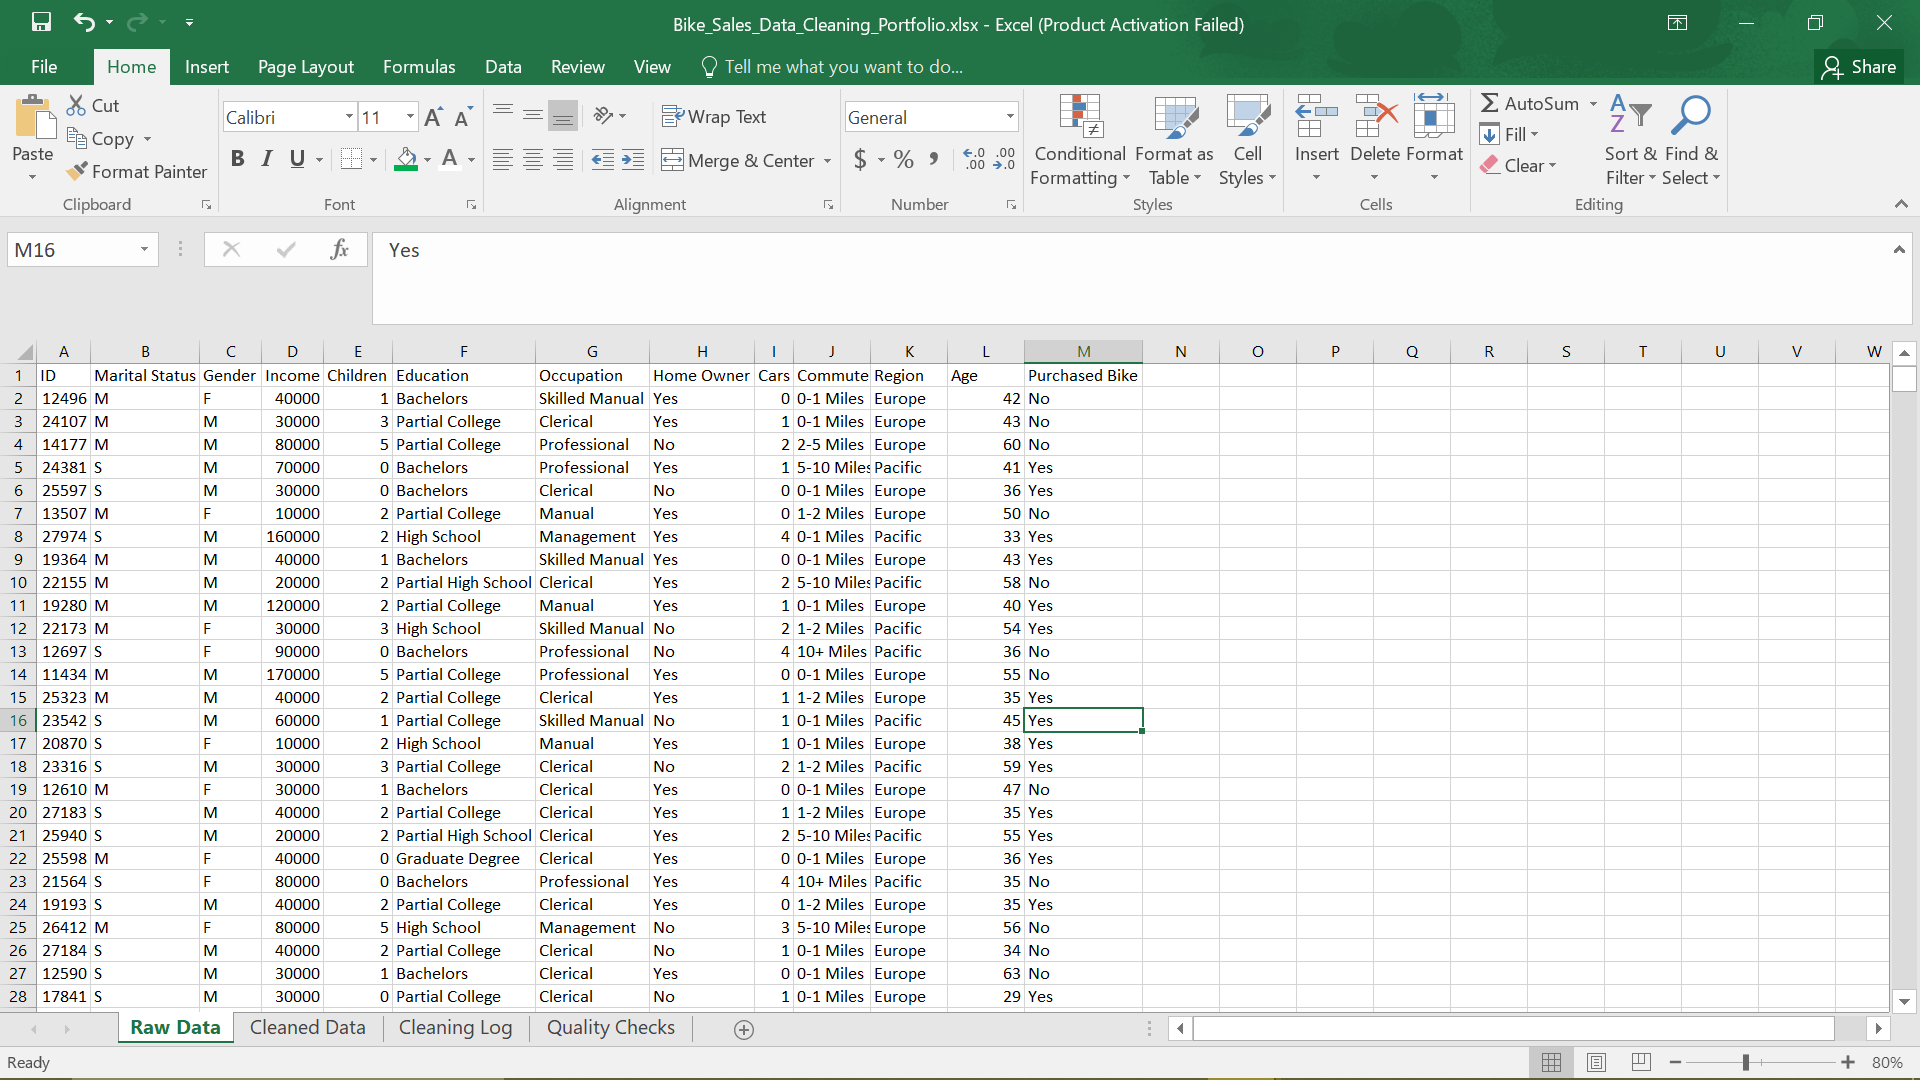 Bike_Sales_Data_Cleaning_Portfolio.xlsx - Excel (Product Activation Failed)
File Home Insert Page Layout Formulas Data Review View Tell me what you want to do... Share
Paste Cut Copy Format Painter
Calibri 11
B I U A
Wrap Text
Merge & Center
General
$ % , .0 .00 .00 .0
Conditional Formatting Format as Table Cell Styles
Insert Delete Format
AutoSum
Fill
Clear
Sort & Filter Find & Select
Clipboard Font Alignment Number Styles Cells Editing
M16 fx Yes
A B C D E F G H I J K L M N O P Q R S T U V W
1 ID Marital Status Gender Income Children Education Occupation Home Owner Cars Commute Region Age Purchased Bike
2 12496 M F 40000 1 Bachelors Skilled Manual Yes 0 0-1 Miles Europe 42 No
3 24107 M M 30000 3 Partial College Clerical Yes 1 0-1 Miles Europe 43 No
4 14177 M M 80000 5 Partial College Professional No 2 2-5 Miles Europe 60 No
5 24381 S M 70000 0 Bachelors Professional Yes 1 5-10 Miles Pacific 41 Yes
6 25597 S M 30000 0 Bachelors Clerical No 0 0-1 Miles Europe 36 Yes
7 13507 M F 10000 2 Partial College Manual Yes 0 1-2 Miles Europe 50 No
8 27974 S M 160000 2 High School Management Yes 4 0-1 Miles Pacific 33 Yes
9 19364 M M 40000 1 Bachelors Skilled Manual Yes 0 0-1 Miles Europe 43 Yes
10 22155 M M 20000 2 Partial High School Clerical Yes 2 5-10 Miles Pacific 58 No
11 19280 M M 120000 2 Partial College Manual Yes 1 0-1 Miles Europe 40 Yes
12 22173 M F 30000 3 High School Skilled Manual No 2 1-2 Miles Pacific 54 Yes
13 12697 S F 90000 0 Bachelors Professional No 4 10+ Miles Pacific 36 No
14 11434 M M 170000 5 Partial College Professional Yes 0 0-1 Miles Europe 55 No
15 25323 M M 40000 2 Partial College Clerical Yes 1 1-2 Miles Europe 35 Yes
16 23542 S M 60000 1 Partial College Skilled Manual No 1 0-1 Miles Pacific 45 Yes
17 20870 S F 10000 2 High School Manual Yes 1 0-1 Miles Europe 38 Yes
18 23316 S M 30000 3 Partial College Clerical No 2 1-2 Miles Pacific 59 Yes
19 12610 M F 30000 1 Bachelors Clerical Yes 0 0-1 Miles Europe 47 No
20 27183 S M 40000 2 Partial College Clerical Yes 1 1-2 Miles Europe 35 Yes
21 25940 S M 20000 2 Partial High School Clerical Yes 2 5-10 Miles Pacific 55 Yes
22 25598 M F 40000 0 Graduate Degree Clerical Yes 0 0-1 Miles Europe 36 Yes
23 21564 S F 80000 0 Bachelors Professional Yes 4 10+ Miles Pacific 35 No
24 19193 S M 40000 2 Partial College Clerical Yes 0 1-2 Miles Europe 35 Yes
25 26412 M F 80000 5 High School Management No 3 5-10 Miles Europe 56 No
26 27184 S M 40000 2 Partial College Clerical No 1 0-1 Miles Europe 34 No
27 12590 S M 30000 1 Bachelors Clerical Yes 0 0-1 Miles Europe 63 No
28 17841 S M 30000 0 Partial College Clerical No 1 0-1 Miles Europe 29 Yes
Raw Data Cleaned Data Cleaning Log Quality Checks
Ready 80%